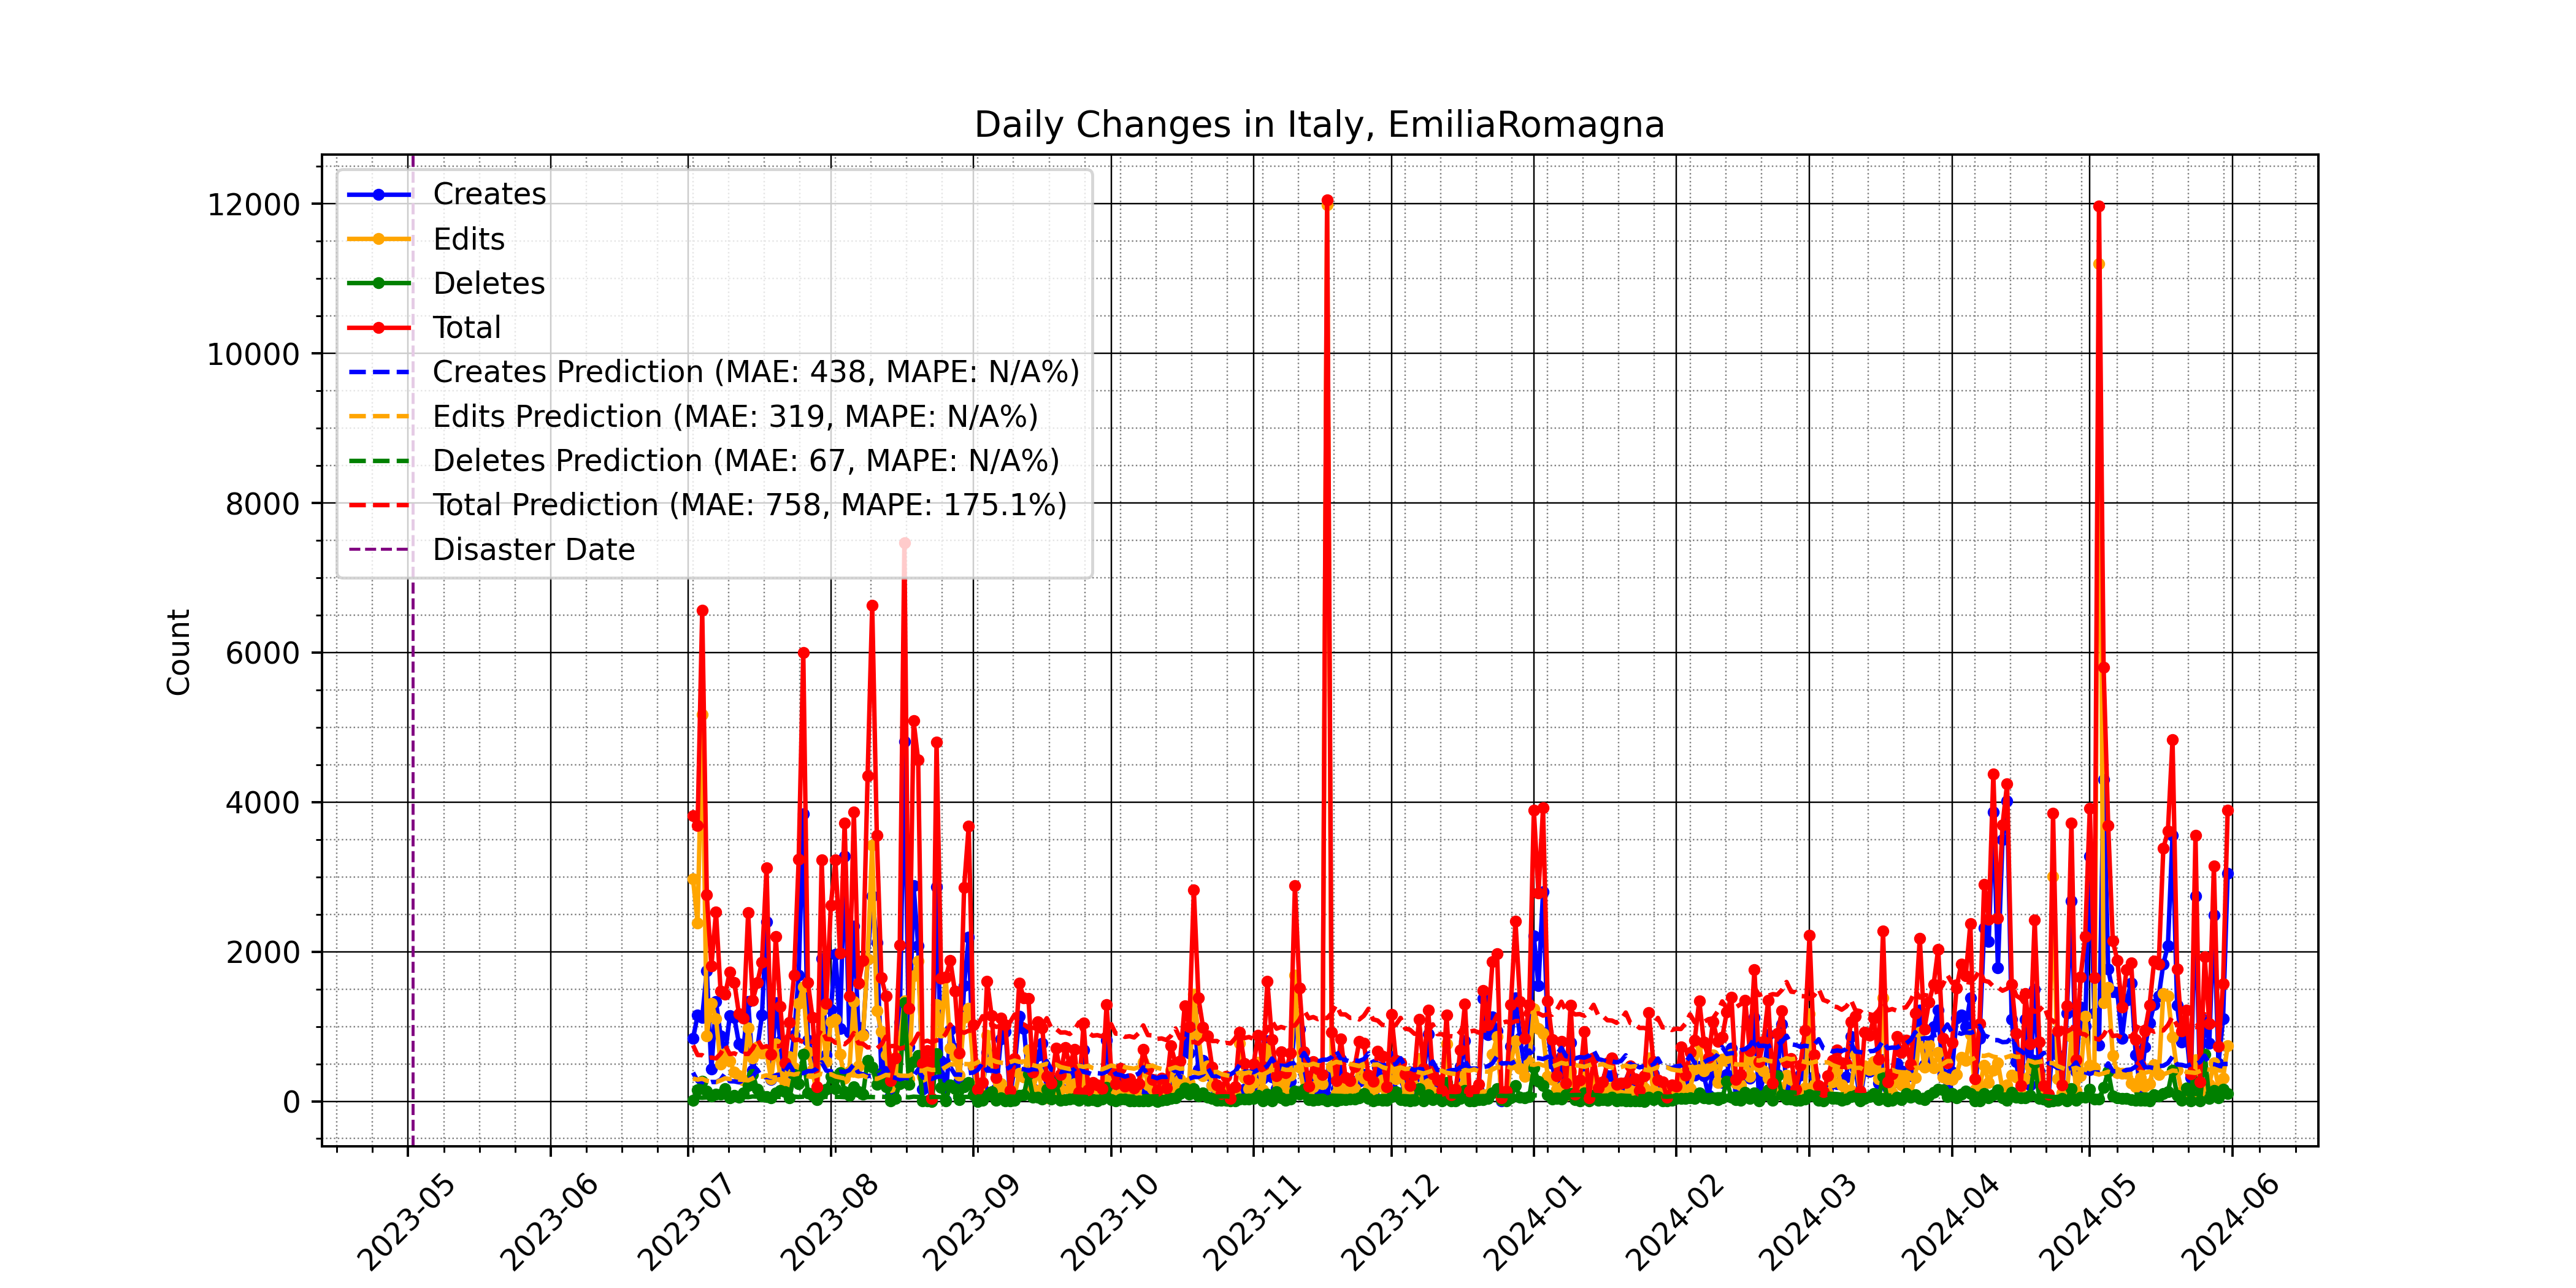 Daily Changes in Italy, EmiliaRomagna
Count
12000
10000
8000
6000
4000
2000
0
Creates
Edits
Deletes
Total
Creates Prediction (MAE: 438, MAPE: N/A%)
Edits Prediction (MAE: 319, MAPE: N/A%)
Deletes Prediction (MAE: 67, MAPE: N/A%)
Total Prediction (MAE: 758, MAPE: 175.1%)
Disaster Date
2023-05
2023-06
2023-07
2023-08
2023-09
2023-10
2023-11
2023-12
2024-01
2024-02
2024-03
2024-04
2024-05
2024-06